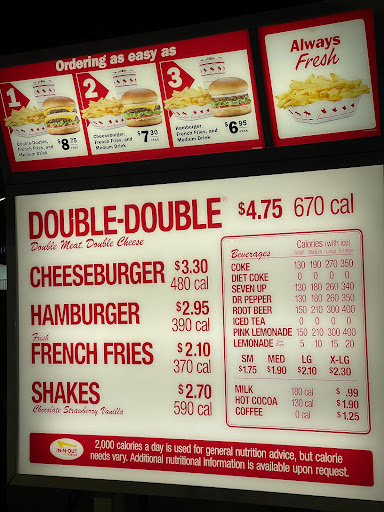 Ordering as easy as
1
Double-Double,
French Fries, and
Medium Drink
2
Cheeseburger,
French Fries, and
Medium Drink
$7.30
3
Hamburger,
French Fries, and
Medium Drink
$6.95
Always
Fresh
DOUBLE-DOUBLE® $4.75 670 cal
Double Meat. Double Cheese
CHEESEBURGER $3.30
480 cal
HAMBURGER $2.95
390 cal
Fresh
FRENCH FRIES $2.10
370 cal
SHAKES $2.70
Chocolate Strawberry Vanilla 590 cal
Calories (with ice)
Beverages Small Medium Large X-Large
COKE 130 190 270 350
DIET COKE 0 0 0 0
SEVEN UP 130 180 260 340
DR PEPPER 130 180 260 350
ROOT BEER 150 210 300 400
ICED TEA 0 0 0 0
PINK LEMONADE 150 210 300 400
LEMONADE 5 10 15 20
SM MED LG X-LG
$1.75 $1.90 $2.10 $2.30
MILK 180 cal $ .99
HOT COCOA 130 cal $1.90
COFFEE 0 cal $1.25
IN-N-OUT
2,000 calories a day is used for general nutrition advice, but calorie
needs vary. Additional nutritional information is available upon request.